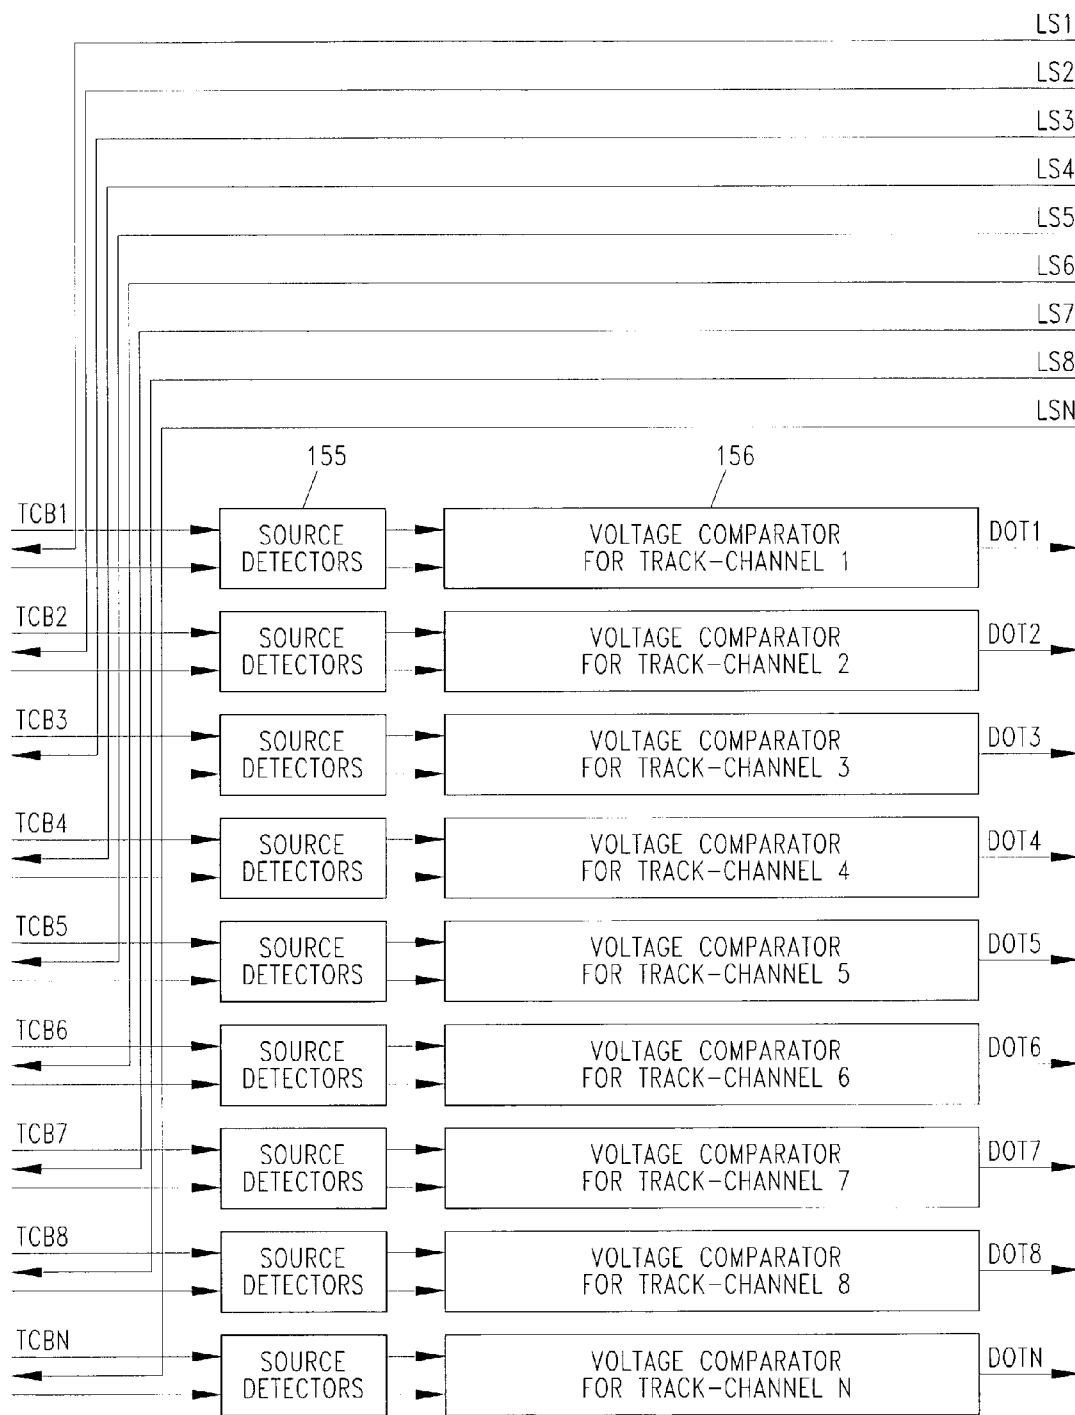 LS1
LS2
LS3
LS4
LS5
LS6
LS7
LS8
LSN
155
156
TCB1
SOURCE
DETECTORS
VOLTAGE COMPARATOR
FOR TRACK-CHANNEL 1
DOT1
TCB2
SOURCE
DETECTORS
VOLTAGE COMPARATOR
FOR TRACK-CHANNEL 2
DOT2
TCB3
SOURCE
DETECTORS
VOLTAGE COMPARATOR
FOR TRACK-CHANNEL 3
DOT3
TCB4
SOURCE
DETECTORS
VOLTAGE COMPARATOR
FOR TRACK-CHANNEL 4
DOT4
TCB5
SOURCE
DETECTORS
VOLTAGE COMPARATOR
FOR TRACK-CHANNEL 5
DOT5
TCB6
SOURCE
DETECTORS
VOLTAGE COMPARATOR
FOR TRACK-CHANNEL 6
DOT6
TCB7
SOURCE
DETECTORS
VOLTAGE COMPARATOR
FOR TRACK-CHANNEL 7
DOT7
TCB8
SOURCE
DETECTORS
VOLTAGE COMPARATOR
FOR TRACK-CHANNEL 8
DOT8
TCBN
SOURCE
DETECTORS
VOLTAGE COMPARATOR
FOR TRACK-CHANNEL N
DOTN